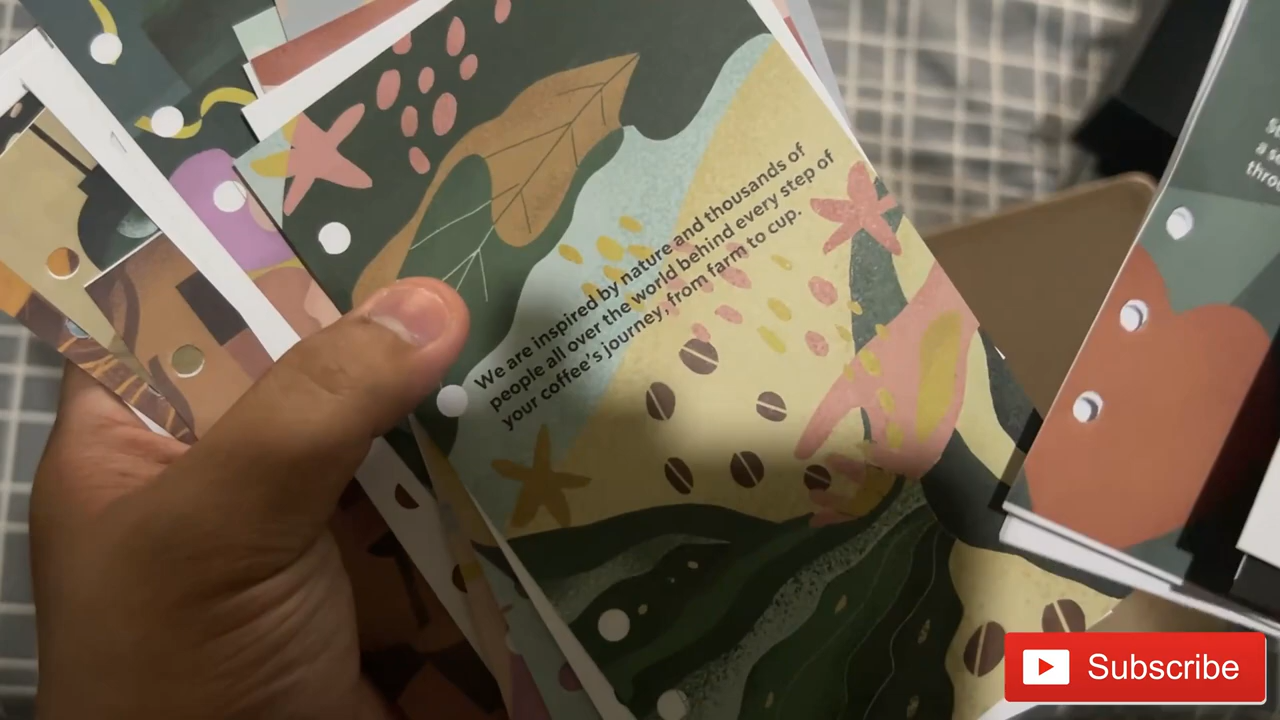 We are inspired by nature and thousands of
people all over the world behind every step of
your coffee's journey, from farm to cup.
Subscribe